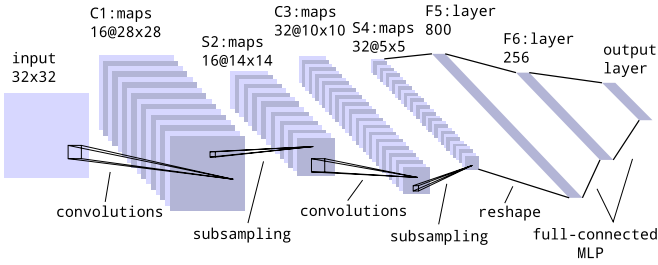 input
32x32
C1:maps
16@28x28
S2:maps
16@14x14
C3:maps
32@10x10
S4:maps
32@5x5
F5:layer
800
F6:layer
256
output
layer
convolutions
subsampling
convolutions
subsampling
reshape
full-connected
MLP